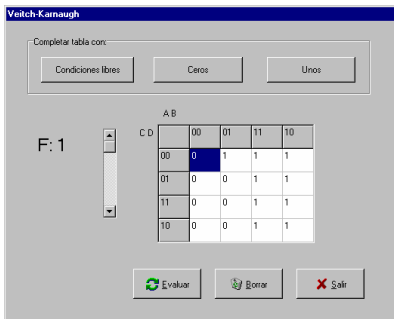 Veitch-Karnaugh
Completar tabla con:
Condiciones libres Ceros Unos
A B
F: 1
C D 00 01 11 10
00 0 1 1 1
01 0 0 1 1
11 0 0 1 1
10 0 0 1 1
Evaluar Borrar Salir